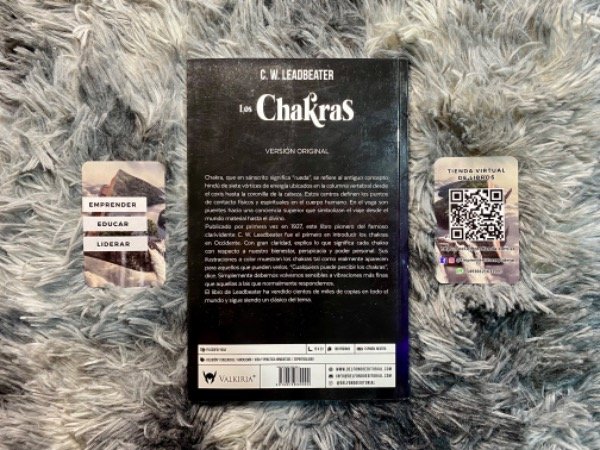 C. W. LEADBEATER
Los Chakras
VERSIÓN ORIGINAL
Chakra, que en sánscrito significa "rueda", se refiere al antiguo concepto
hindú de siete vórtices de energía ubicados en la columna vertebral desde
el coxis hasta la coronilla de la cabeza. Estos centros definen los puntos
de contacto físicos y espirituales en el cuerpo humano. En el yoga son
puentes hacia una conciencia superior que simbolizan el viaje desde el
mundo material hasta el divino.
Publicado por primera vez en 1927, este libro pionero del famoso
clarividente C. W. Leadbeater fue el primero en introducir los chakras
en Occidente. Con gran claridad, explica lo que significa cada chakra
con respecto a nuestro bienestar, perspicacia y poder personal. Sus
ilustraciones a color muestran los chakras tal como realmente aparecen
para aquellos que pueden verlos. "Cualquiera puede percibir los chakras",
dice. Simplemente debemos volvernos sensibles a vibraciones más finas
que aquellas a las que normalmente respondemos.
El libro de Leadbeater ha vendido cientos de miles de copias en todo el
mundo y sigue siendo un clásico del tema.
VALKIRIA
EMPRENDER
EDUCAR
LIDERAR
TIENDA VIRTUAL
DE LIBROS